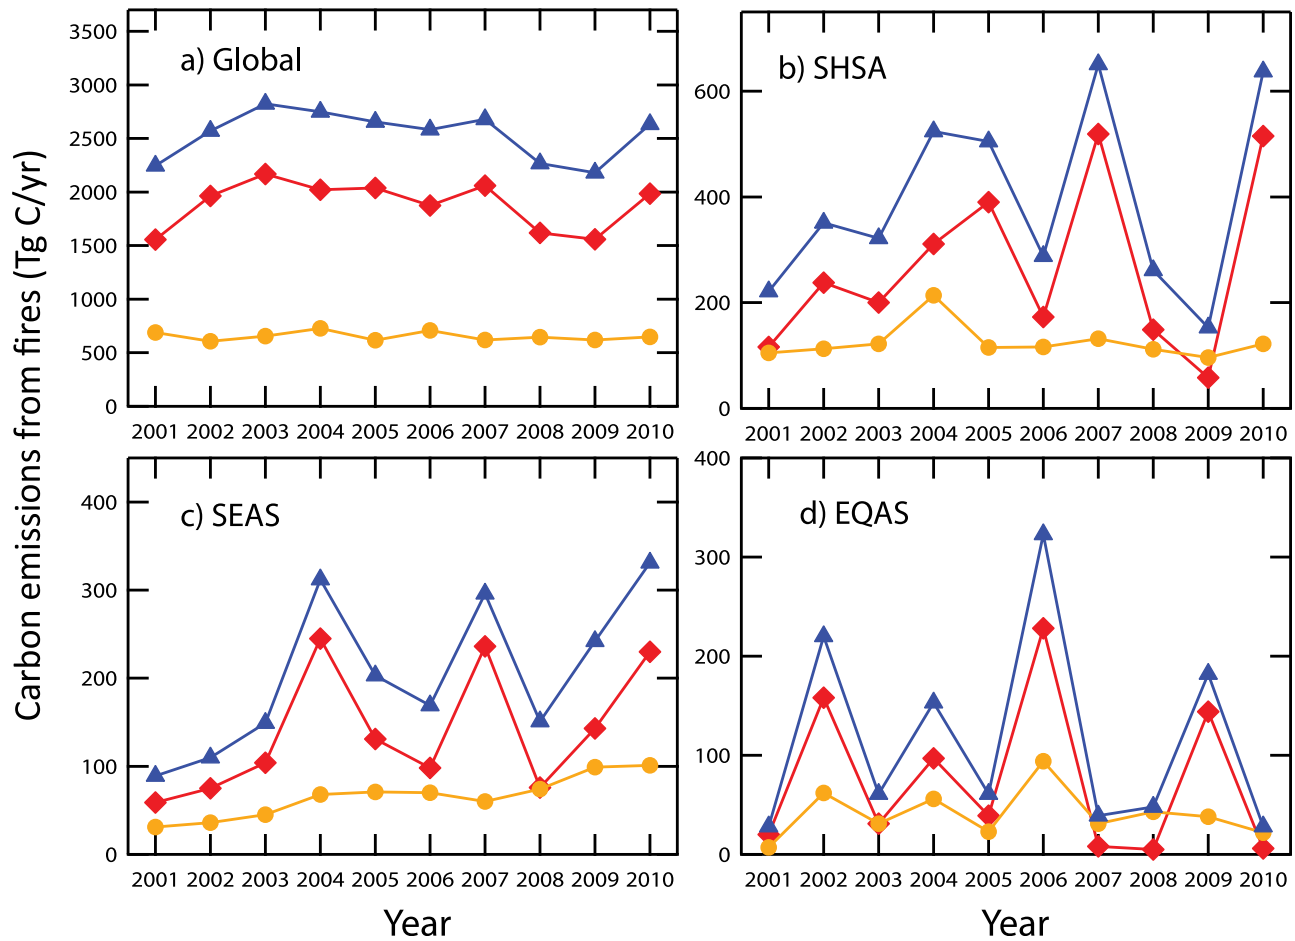 Carbon emissions from fires (Tg C/yr)
a) Global
3500
3000
2500
2000
1500
1000
500
0
2001 2002 2003 2004 2005 2006 2007 2008 2009 2010
b) SHSA
600
400
200
0
2001 2002 2003 2004 2005 2006 2007 2008 2009 2010
c) SEAS
400
300
200
100
0
2001 2002 2003 2004 2005 2006 2007 2008 2009 2010
Year
d) EQAS
400
300
200
100
0
2001 2002 2003 2004 2005 2006 2007 2008 2009 2010
Year